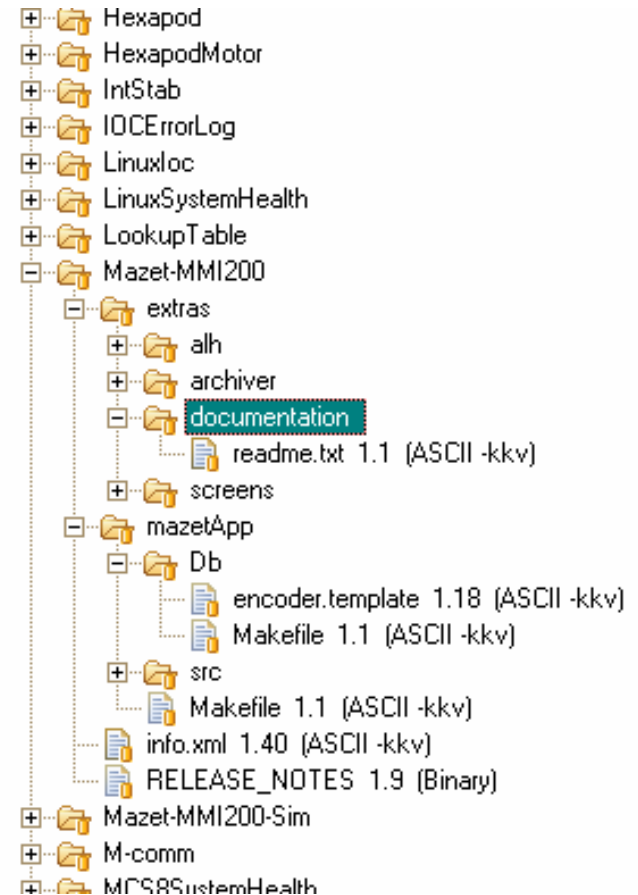 Hexapod
HexapodMotor
IntStab
IOCErrorLog
LinuxIoc
LinuxSystemHealth
LookupTable
Mazet-MMI200
extras
alh
archiver
documentation
readme.txt 1.1 (ASCII -kkv)
screens
mazetApp
Db
encoder.template 1.18 (ASCII -kkv)
Makefile 1.1 (ASCII -kkv)
src
Makefile 1.1 (ASCII -kkv)
info.xml 1.40 (ASCII -kkv)
RELEASE_NOTES 1.9 (Binary)
Mazet-MMI200-Sim
M-comm
MCS8SystemHealth